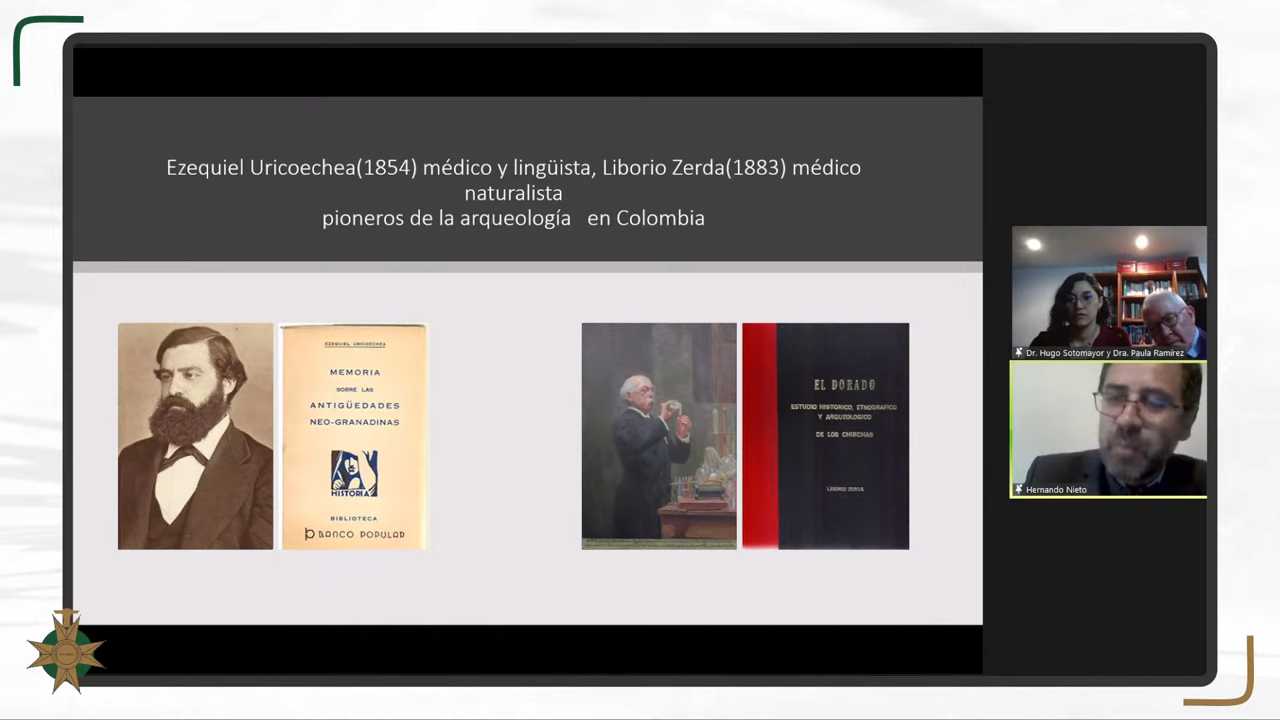 Ezequiel Uricoechea(1854) médico y lingüista, Liborio Zerda(1883) médico
naturalista
pioneros de la arqueología en Colombia
EZEQUIEL URICOECHEA
MEMORIA
SOBRE LAS
ANTIGÜEDADES
NEO-GRANADINAS
HISTORIA
BIBLIOTECA
BANCO POPULAR
EL DORADO
ESTUDIO HISTORICO, ETNOGRAFICO
Y ARQUEOLOGICO
DE LOS CHIBCHAS
LIBORIO ZERDA
Dr. Hugo Sotomayor y Dra. Paula Ramírez
Hernando Nieto